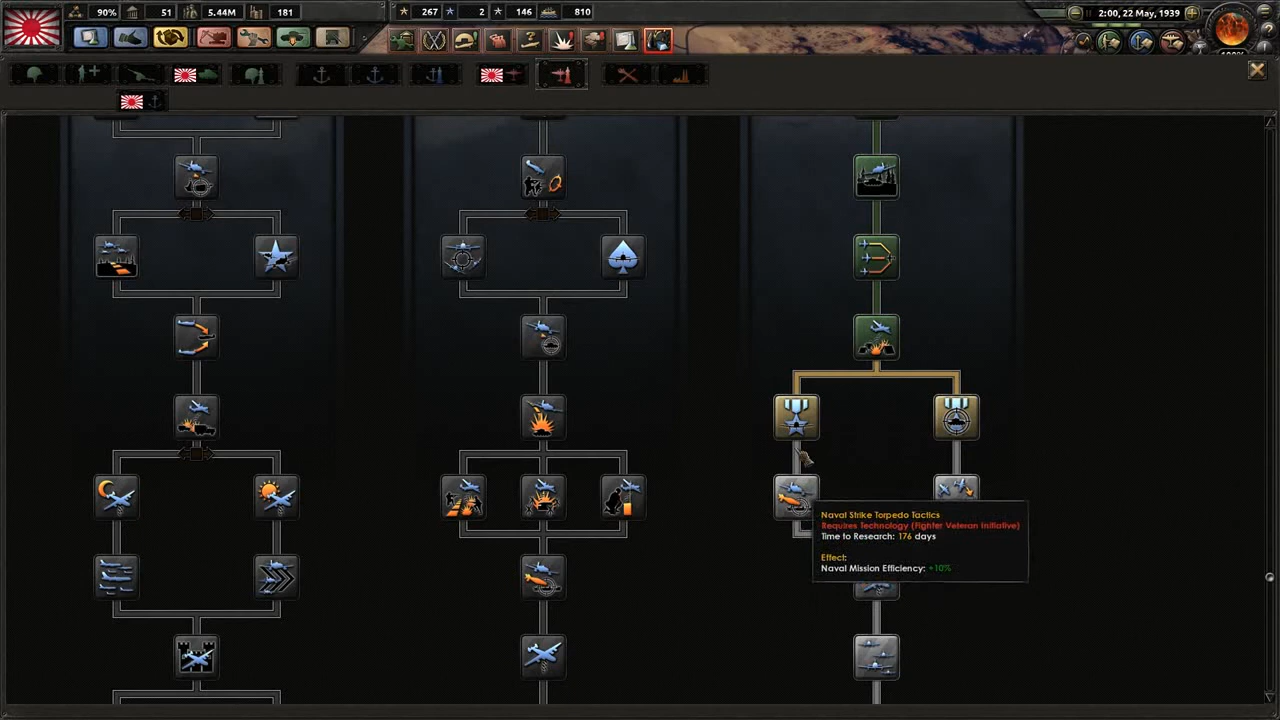 90%
51
5.44M
181
267
2
146
810
2:00, 22 May, 1939
100%
Naval Strike Torpedo Tactics
Requires Technology (Fighter Veteran Initiative)
Time to Research: 176 days
Effect:
Naval Mission Efficiency: +10%